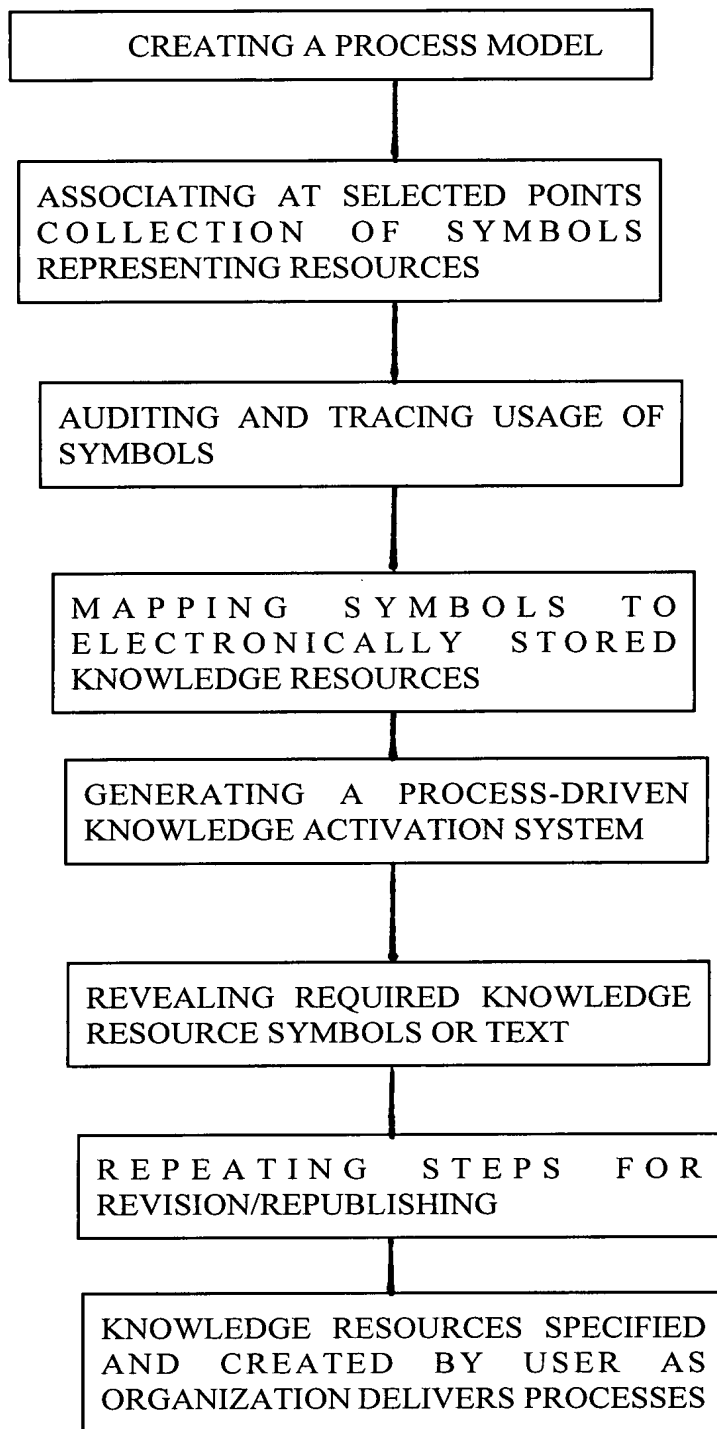 CREATING A PROCESS MODEL
ASSOCIATING AT SELECTED POINTS
COLLECTION OF SYMBOLS
REPRESENTING RESOURCES
AUDITING AND TRACING USAGE OF
SYMBOLS
MAPPING SYMBOLS TO
ELECTRONICALLY STORED
KNOWLEDGE RESOURCES
GENERATING A PROCESS-DRIVEN
KNOWLEDGE ACTIVATION SYSTEM
REVEALING REQUIRED KNOWLEDGE
RESOURCE SYMBOLS OR TEXT
REPEATING STEPS FOR
REVISION/REPUBLISHING
KNOWLEDGE RESOURCES SPECIFIED
AND CREATED BY USER AS
ORGANIZATION DELIVERS PROCESSES